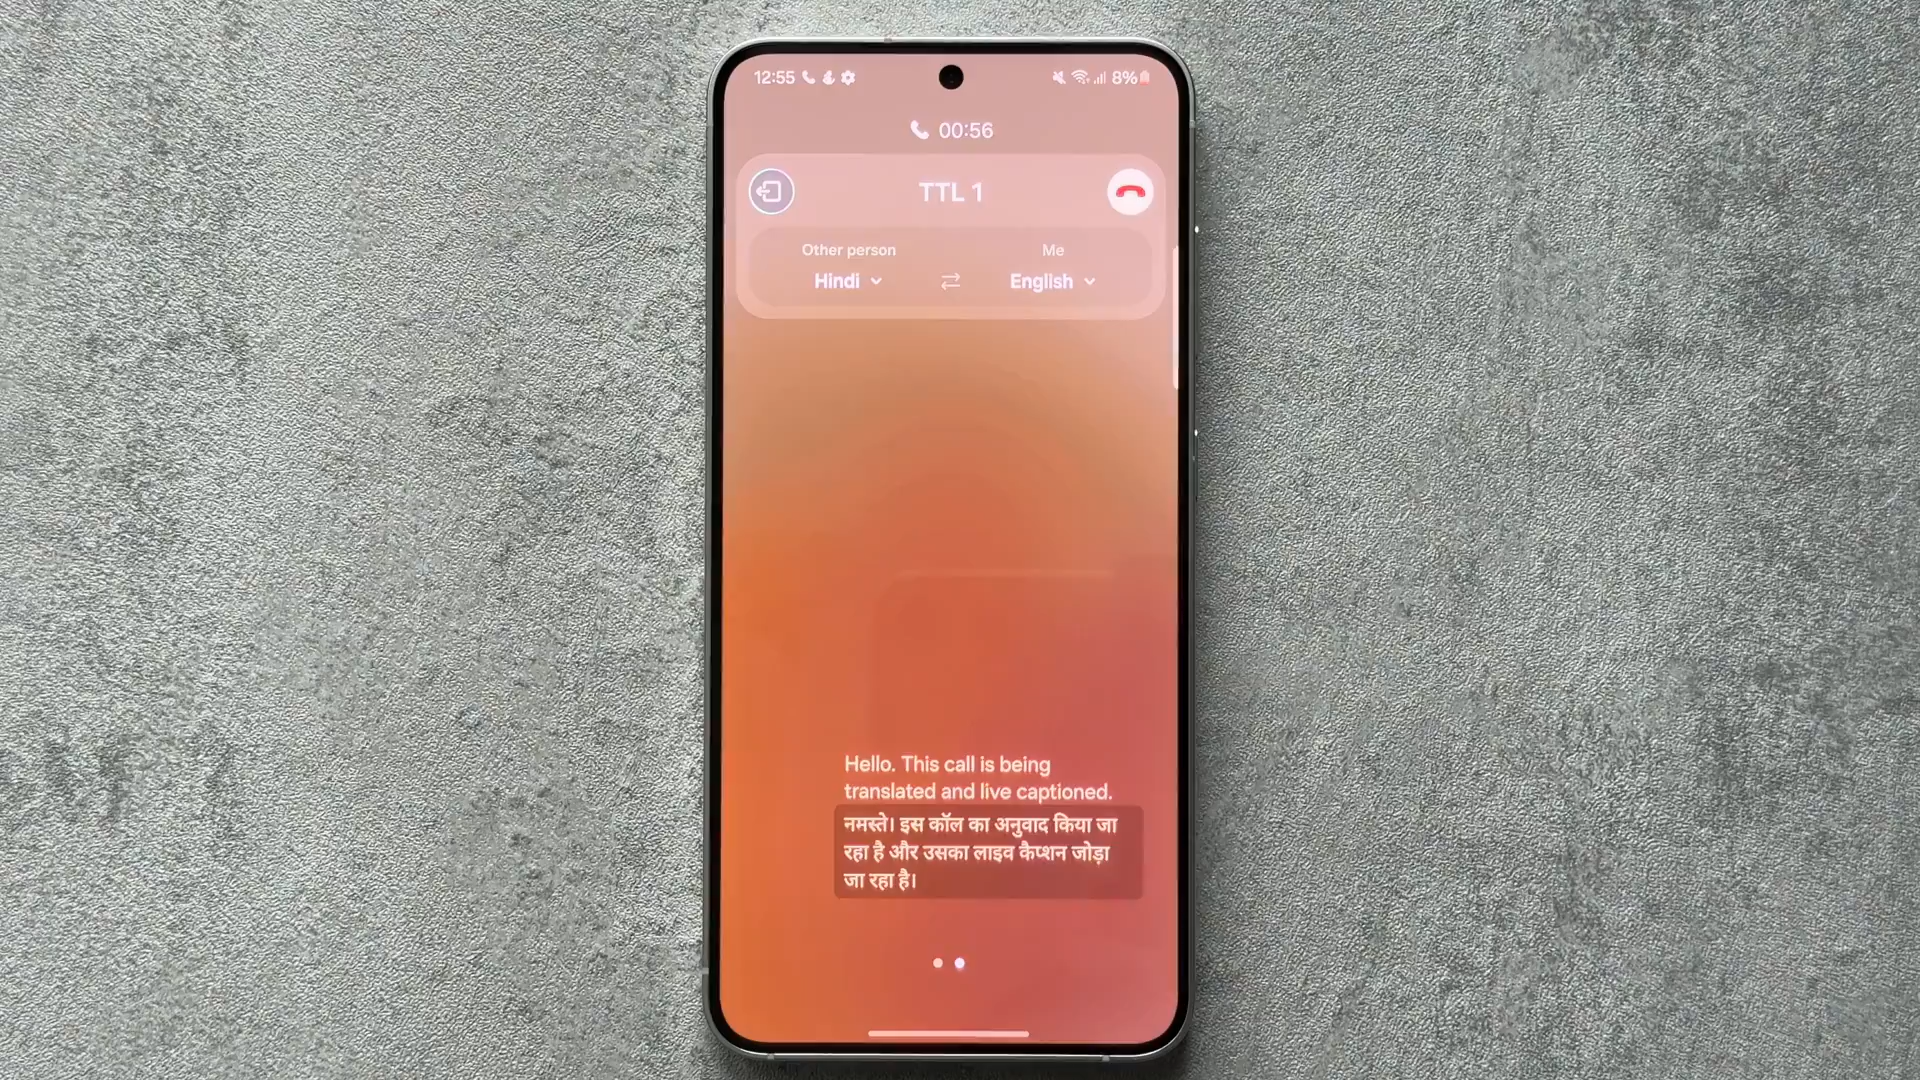 12:55 8%
00:56
TTL 1
Other person Me
Hindi English
Hello. This call is being
translated and live captioned.
नमस्ते। इस कॉल का अनुवाद किया जा
रहा है और उसका लाइव कैप्शन जोड़ा
जा रहा है।